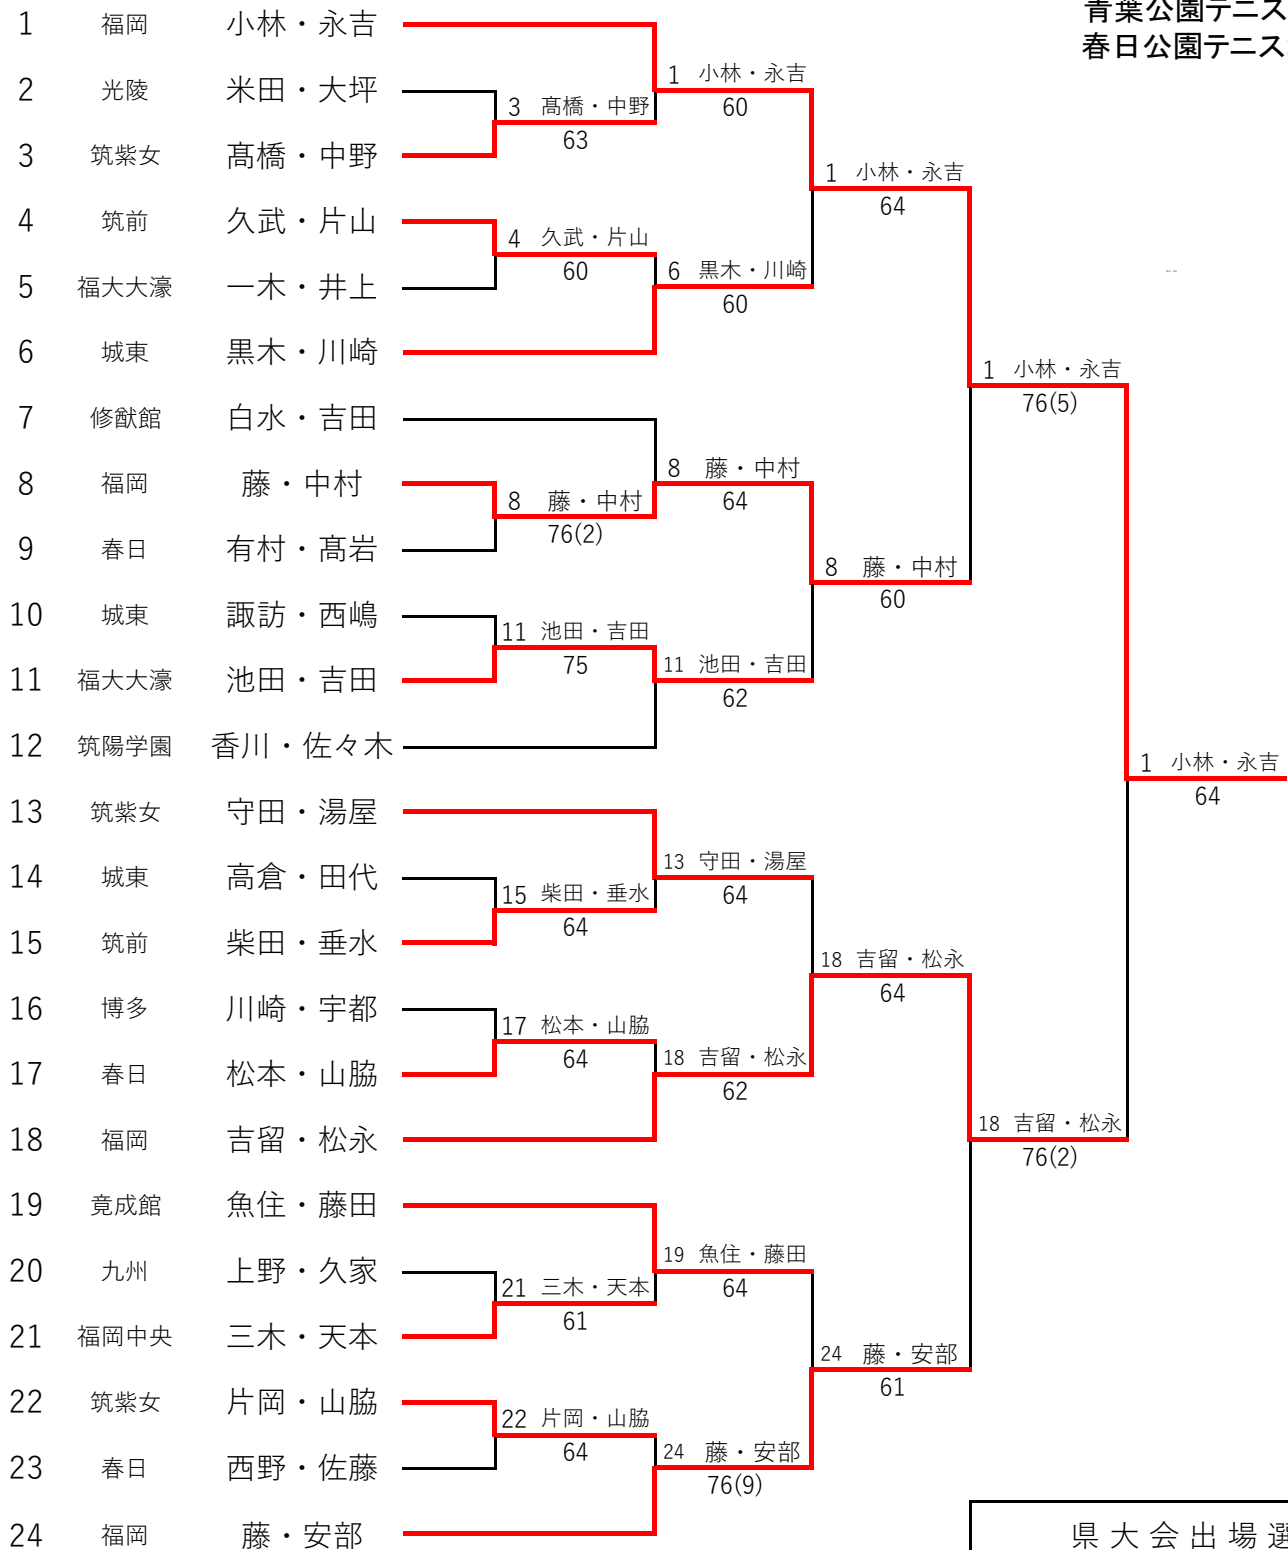 青葉公園テニス
春日公園テニス
1 福岡 小林・永吉
2 光陵 米田・大坪
3 筑紫女 髙橋・中野
4 筑前 久武・片山
5 福大大濠 一木・井上
6 城東 黒木・川崎
7 修猷館 白水・吉田
8 福岡 藤・中村
9 春日 有村・髙岩
10 城東 諏訪・西嶋
11 福大大濠 池田・吉田
12 筑陽学園 香川・佐々木
13 筑紫女 守田・湯屋
14 城東 高倉・田代
15 筑前 柴田・垂水
16 博多 川崎・宇都
17 春日 松本・山脇
18 福岡 吉留・松永
19 竟成館 魚住・藤田
20 九州 上野・久家
21 福岡中央 三木・天本
22 筑紫女 片岡・山脇
23 春日 西野・佐藤
24 福岡 藤・安部
3 髙橋・中野
63
4 久武・片山
60
8 藤・中村
76(2)
11 池田・吉田
75
15 柴田・垂水
64
17 松本・山脇
64
21 三木・天本
61
22 片岡・山脇
64
1 小林・永吉
60
6 黒木・川崎
60
8 藤・中村
64
11 池田・吉田
62
13 守田・湯屋
64
18 吉留・松永
62
19 魚住・藤田
64
24 藤・安部
76(9)
1 小林・永吉
64
8 藤・中村
60
18 吉留・松永
64
24 藤・安部
61
1 小林・永吉
76(5)
18 吉留・松永
76(2)
1 小林・永吉
64
県大会出場選